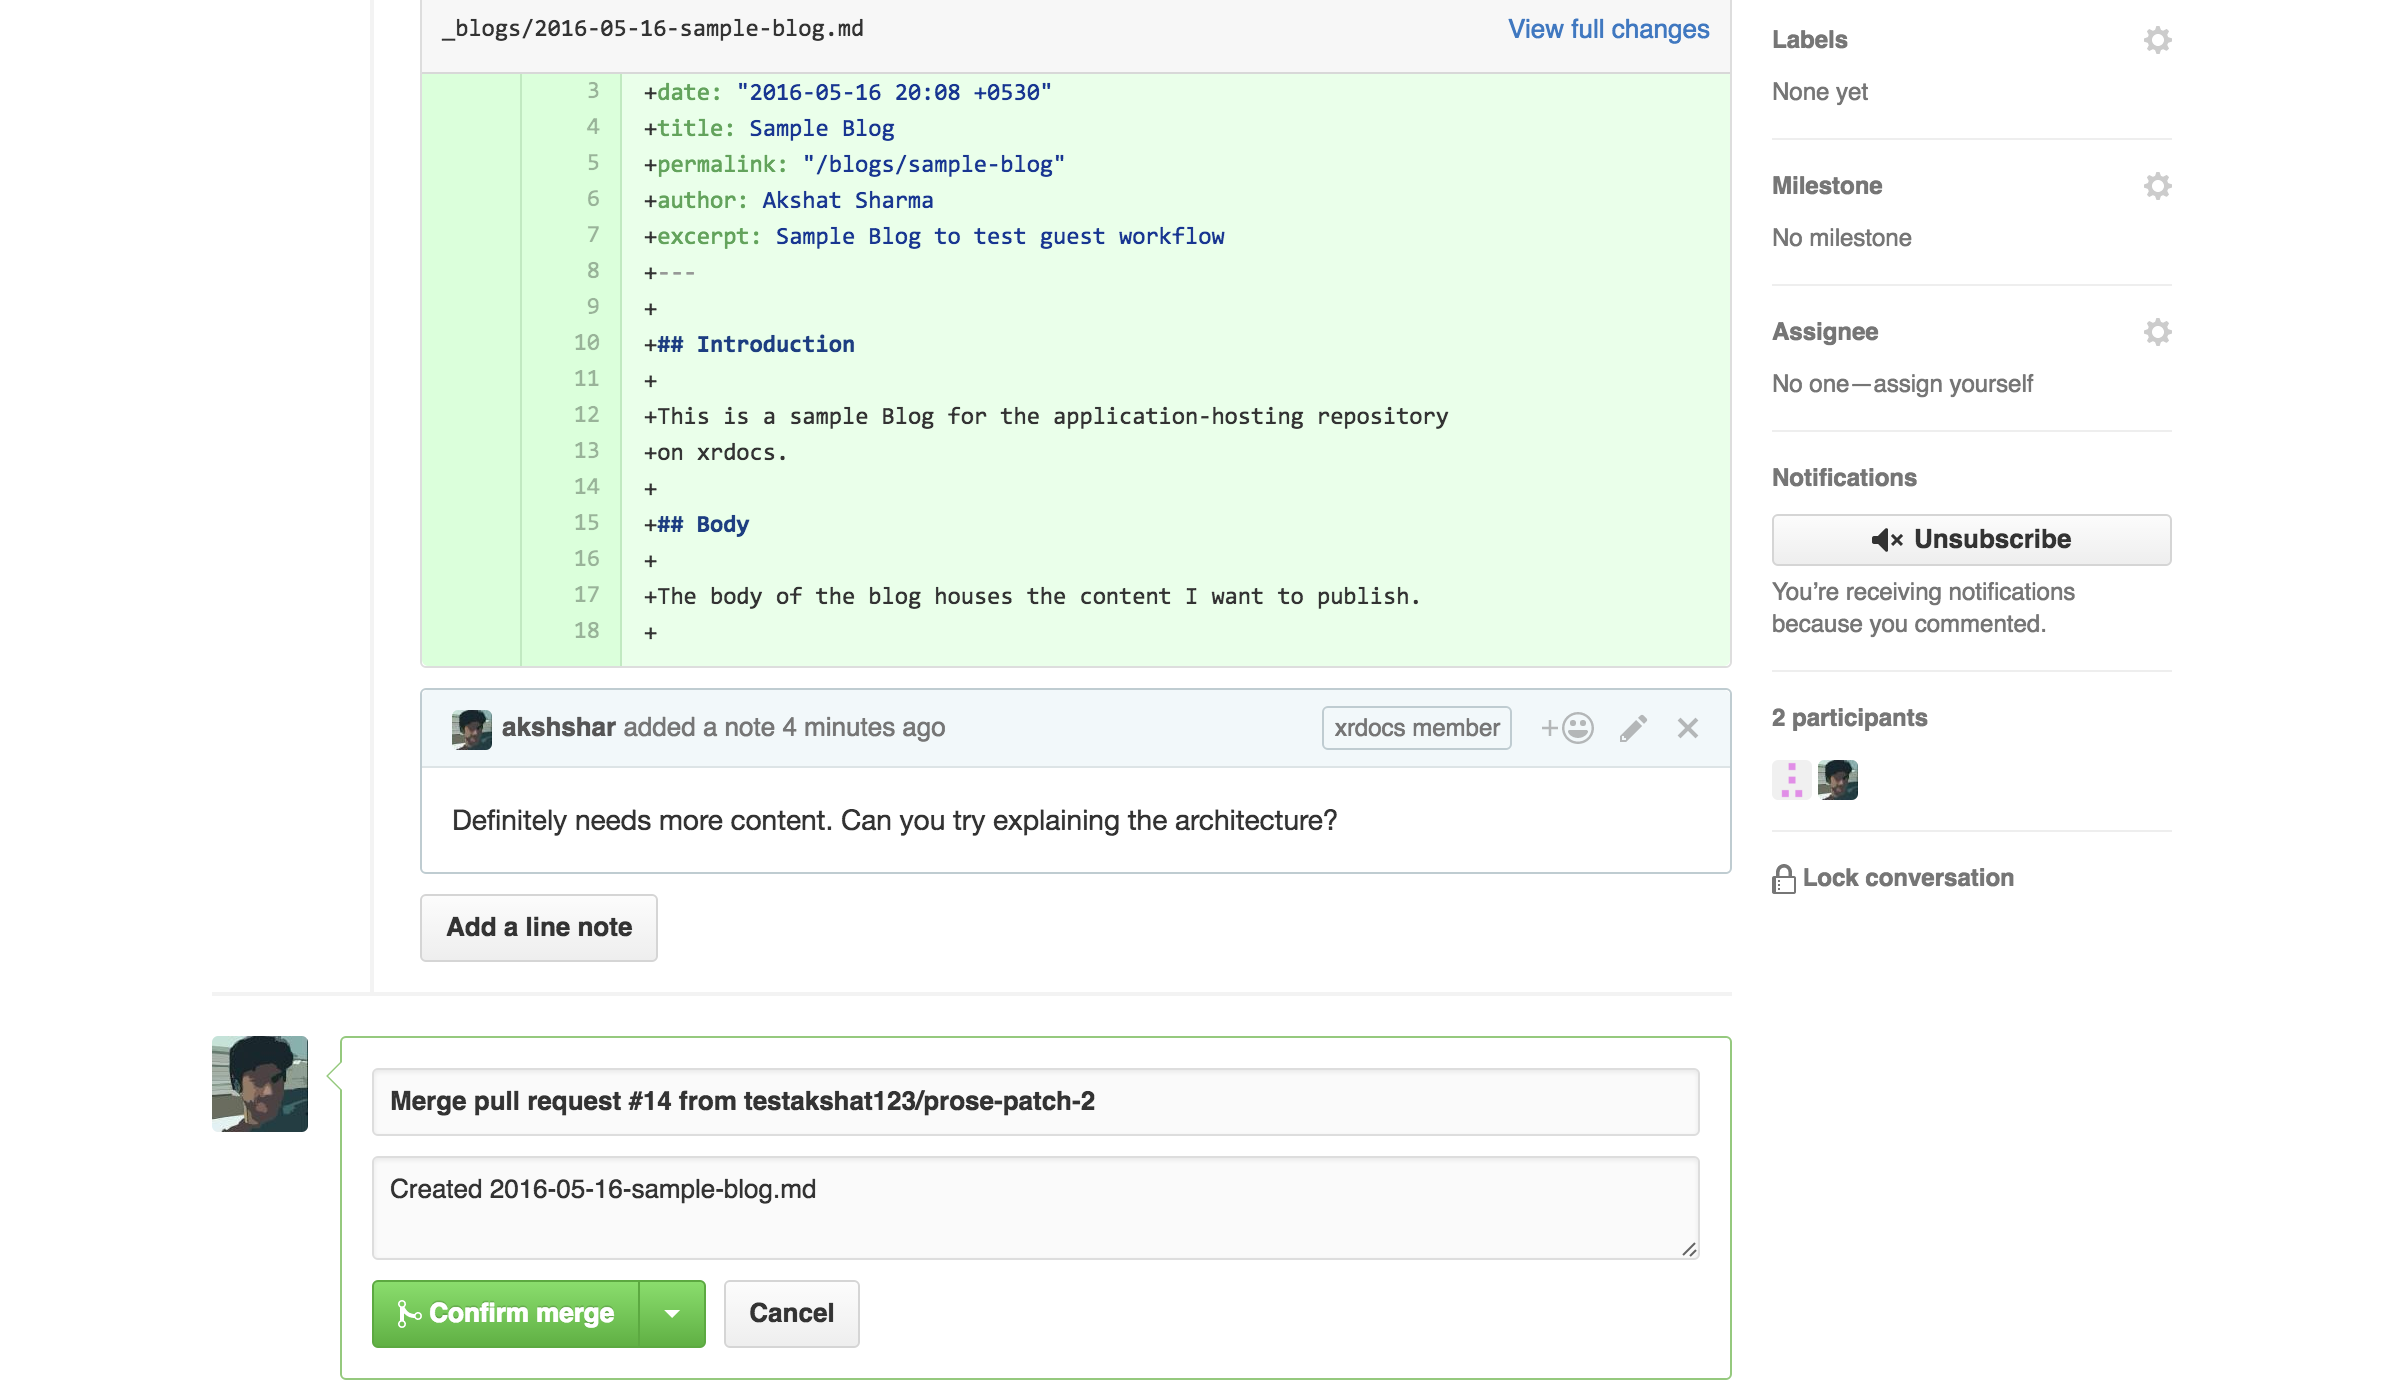 _blogs/2016-05-16-sample-blog.md View full changes
3 +date: "2016-05-16 20:08 +0530"
4 +title: Sample Blog
5 +permalink: "/blogs/sample-blog"
6 +author: Akshat Sharma
7 +excerpt: Sample Blog to test guest workflow
8 +---
9 +
10 +## Introduction
11 +
12 +This is a sample Blog for the application-hosting repository
13 +on xrdocs.
14 +
15 +## Body
16 +
17 +The body of the blog houses the content I want to publish.
18 +
akshshar added a note 4 minutes ago xrdocs member +
Definitely needs more content. Can you try explaining the architecture?
Add a line note
Merge pull request #14 from testakshat123/prose-patch-2
Created 2016-05-16-sample-blog.md
Confirm merge Cancel
Labels
None yet
Milestone
No milestone
Assignee
No one—assign yourself
Notifications
Unsubscribe
You’re receiving notifications
because you commented.
2 participants
Lock conversation